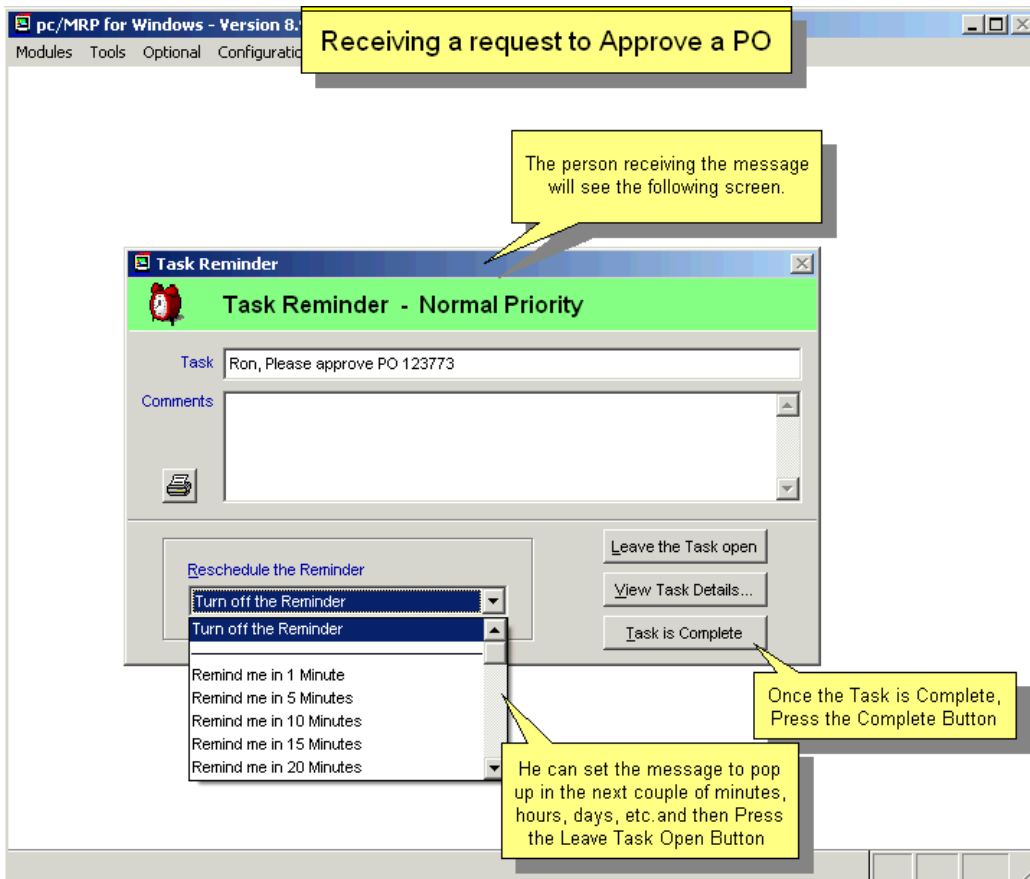 pc/MRP for Windows - Version 8.
Receiving a request to Approve a PO
Modules Tools Optional
The person receiving the message
will see the following screen.
Task Reminder
Task Reminder - Normal Priority
Task Ron, Please approve PO 123773
Comments
Leave the Task open
Reschedule the Reminder
View Task Details...
Turn off the Reminder
Turn off the Reminder
Task is Complete
Remind me in 1 Minute
Remind me in 5 Minutes
Remind me in 10 Minutes
Remind me in 15 Minutes
Remind me in 20 Minutes
Once the Task is Complete,
Press the Complete Button
He can set the message to pop
up in the next couple of minutes,
hours, days, etc.and then Press
the Leave Task Open Button